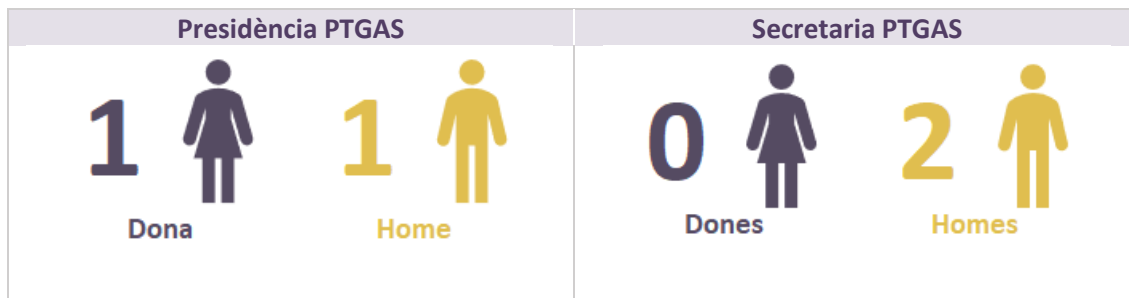 Presidència PTGAS
1
Dona
1
Home
Secretaria PTGAS
0
Dones
2
Homes